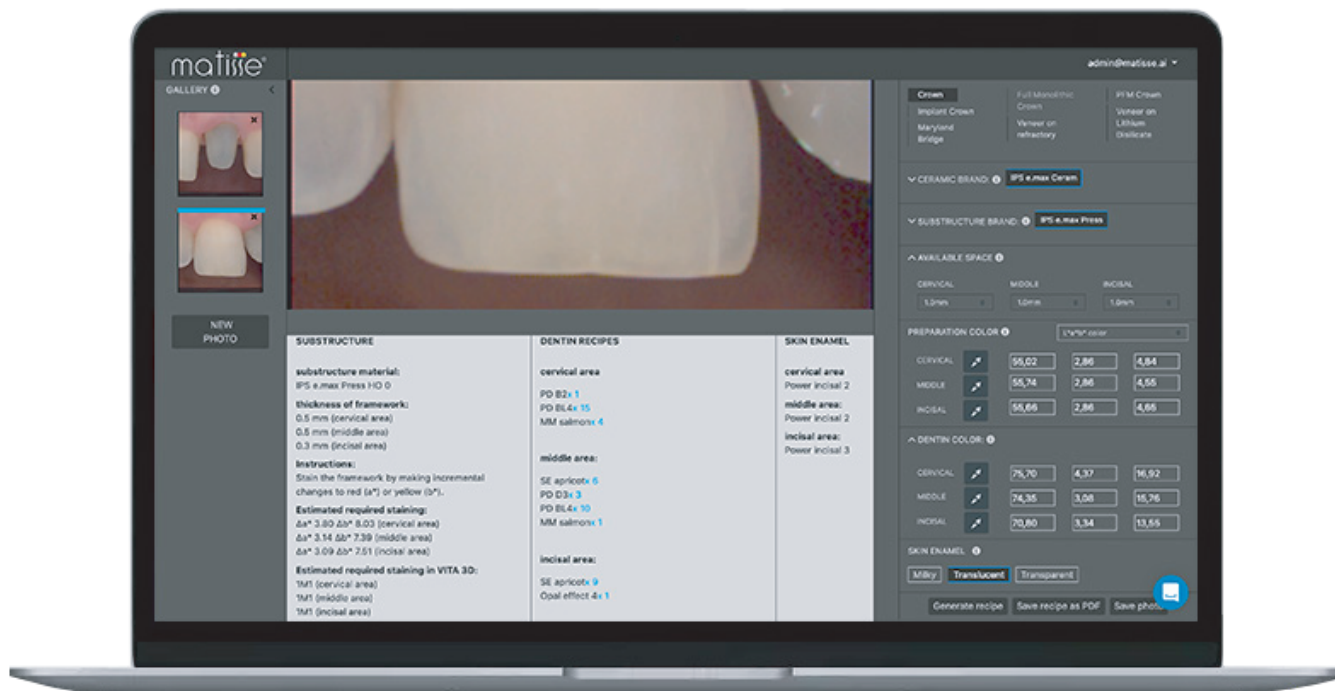 matisse®
admin@matisse.ai
GALLERY
NEW
PHOTO
SUBSTRUCTURE
substructure material:
IPS e.max Press HO 0
thickness of framework:
0.5 mm (cervical area)
0.5 mm (middle area)
0.3 mm (incisal area)
Instructions:
Stain the framework by making incremental
changes to red (a*) or yellow (b*).
Estimated required staining:
Δa* 3.80 Δb* 8.03 (cervical area)
Δa* 3.14 Δb* 7.39 (middle area)
Δa* 3.09 Δb* 7.51 (incisal area)
Estimated required staining in VITA 3D:
1M1 (cervical area)
1M1 (middle area)
1M1 (incisal area)
DENTIN RECIPES
cervical area
PD B2x 1
PD BL4x 15
MM salmonx 4
middle area:
SE apricotx 6
PD D3x 3
PD BL4x 10
MM salmonx 1
incisal area:
SE apricotx 9
Opal effect 4x 1
SKIN ENAMEL
cervical area
Power incisal 2
middle area:
Power incisal 2
incisal area:
Power incisal 3
Crown
Implant Crown
Maryland
Bridge
Full Monolithic
Crown
Veneer on
refractory
PFM Crown
Veneer on
Lithium
Disilicate
CERAMIC BRAND: IPS e.max Ceram
SUBSTRUCTURE BRAND: IPS e.max Press
AVAILABLE SPACE
CERVICAL MIDDLE INCISAL
1.0mm 1.0mm 1.0mm
PREPARATION COLOR L*a*b* color
CERVICAL 55,02 2,86 4,84
MIDDLE 55,74 2,86 4,55
INCISAL 55,66 2,86 4,65
DENTIN COLOR:
CERVICAL 75,70 4,37 16,92
MIDDLE 74,35 3,08 15,76
INCISAL 70,80 3,34 13,55
SKIN ENAMEL
Milky Translucent Transparent
Generate recipe Save recipe as PDF Save photo